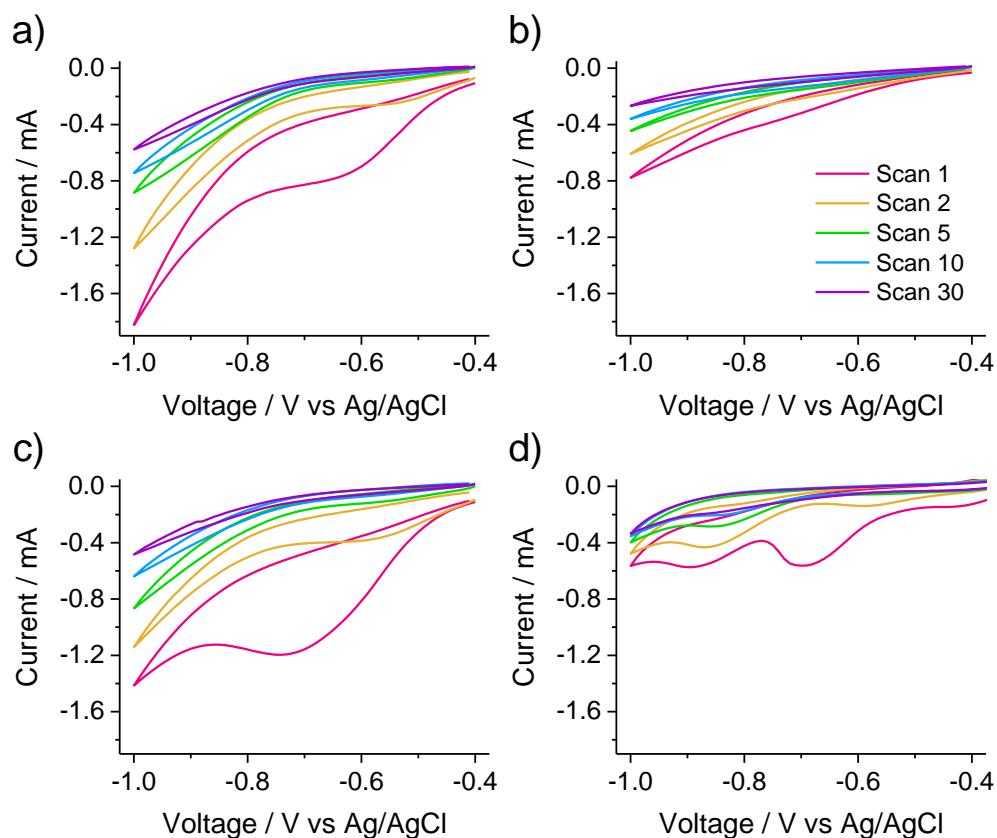 a)
0.0
-0.4
-0.8
-1.2
-1.6
Current / mA
-1.0 -0.8 -0.6 -0.4
Voltage / V vs Ag/AgCl
b)
0.0
-0.4
-0.8
-1.2
-1.6
Current / mA
Scan 1
Scan 2
Scan 5
Scan 10
Scan 30
-1.0 -0.8 -0.6 -0.4
Voltage / V vs Ag/AgCl
c)
0.0
-0.4
-0.8
-1.2
-1.6
Current / mA
-1.0 -0.8 -0.6 -0.4
Voltage / V vs Ag/AgCl
d)
0.0
-0.4
-0.8
-1.2
-1.6
Current / mA
-1.0 -0.8 -0.6 -0.4
Voltage / V vs Ag/AgCl